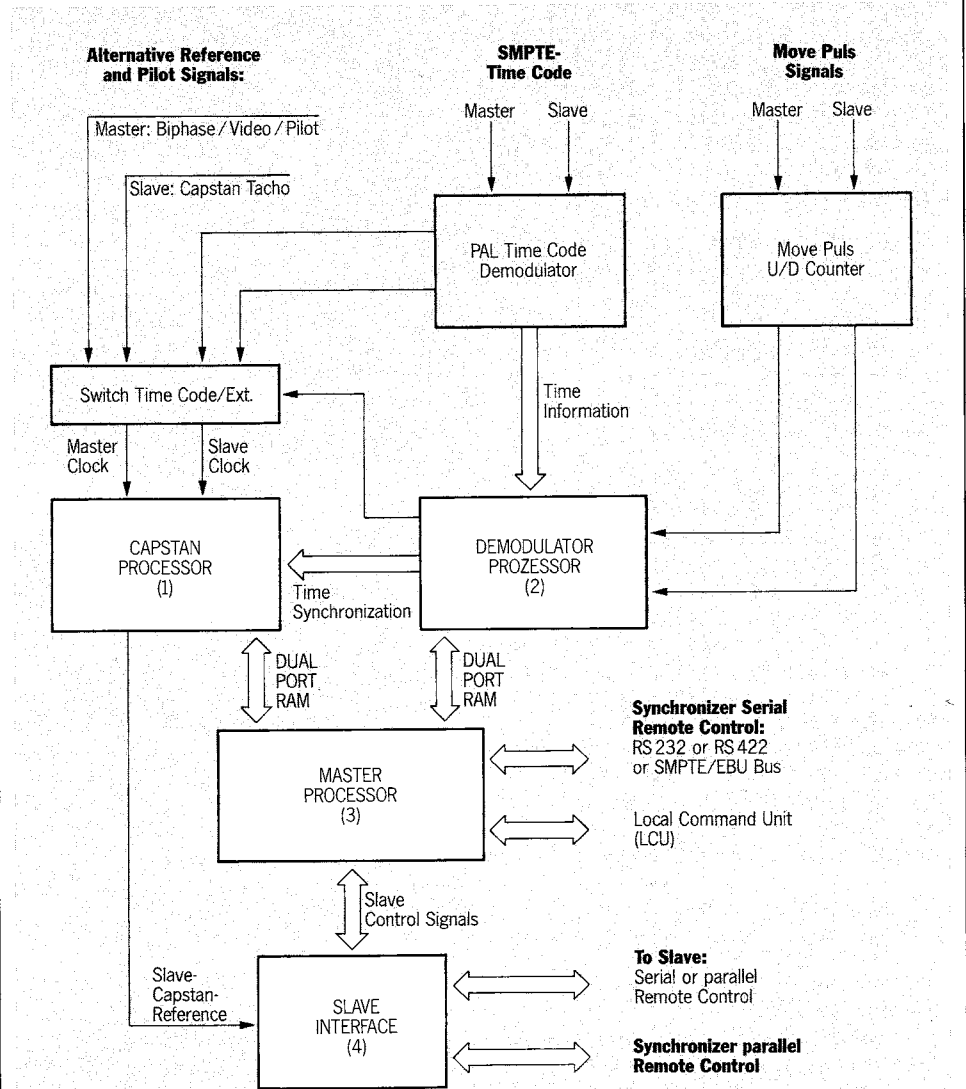 Alternative Reference
and Pilot Signals:
SMPTE-
Time Code
Move Puls
Signals
Master: Biphase/Video/Pilot
Slave: Capstan Tacho
Master
Slave
Master
Slave
PAL Time Code
Demodulator
Move Puls
U/D Counter
Switch Time Code/Ext.
Time
Information
Master
Clock
Slave
Clock
CAPSTAN
PROCESSOR
(1)
Time
Synchronization
DEMODULATOR
PROZESSOR
(2)
DUAL
PORT
RAM
DUAL
PORT
RAM
MASTER
PROCESSOR
(3)
Synchronizer Serial
Remote Control:
RS 232 or RS 422
or SMPTE/EBU Bus
Local Command Unit
(LCU)
Slave
Control Signals
Slave-
Capstan-
Reference
SLAVE
INTERFACE
(4)
To Slave:
Serial or parallel
Remote Control
Synchronizer parallel
Remote Control